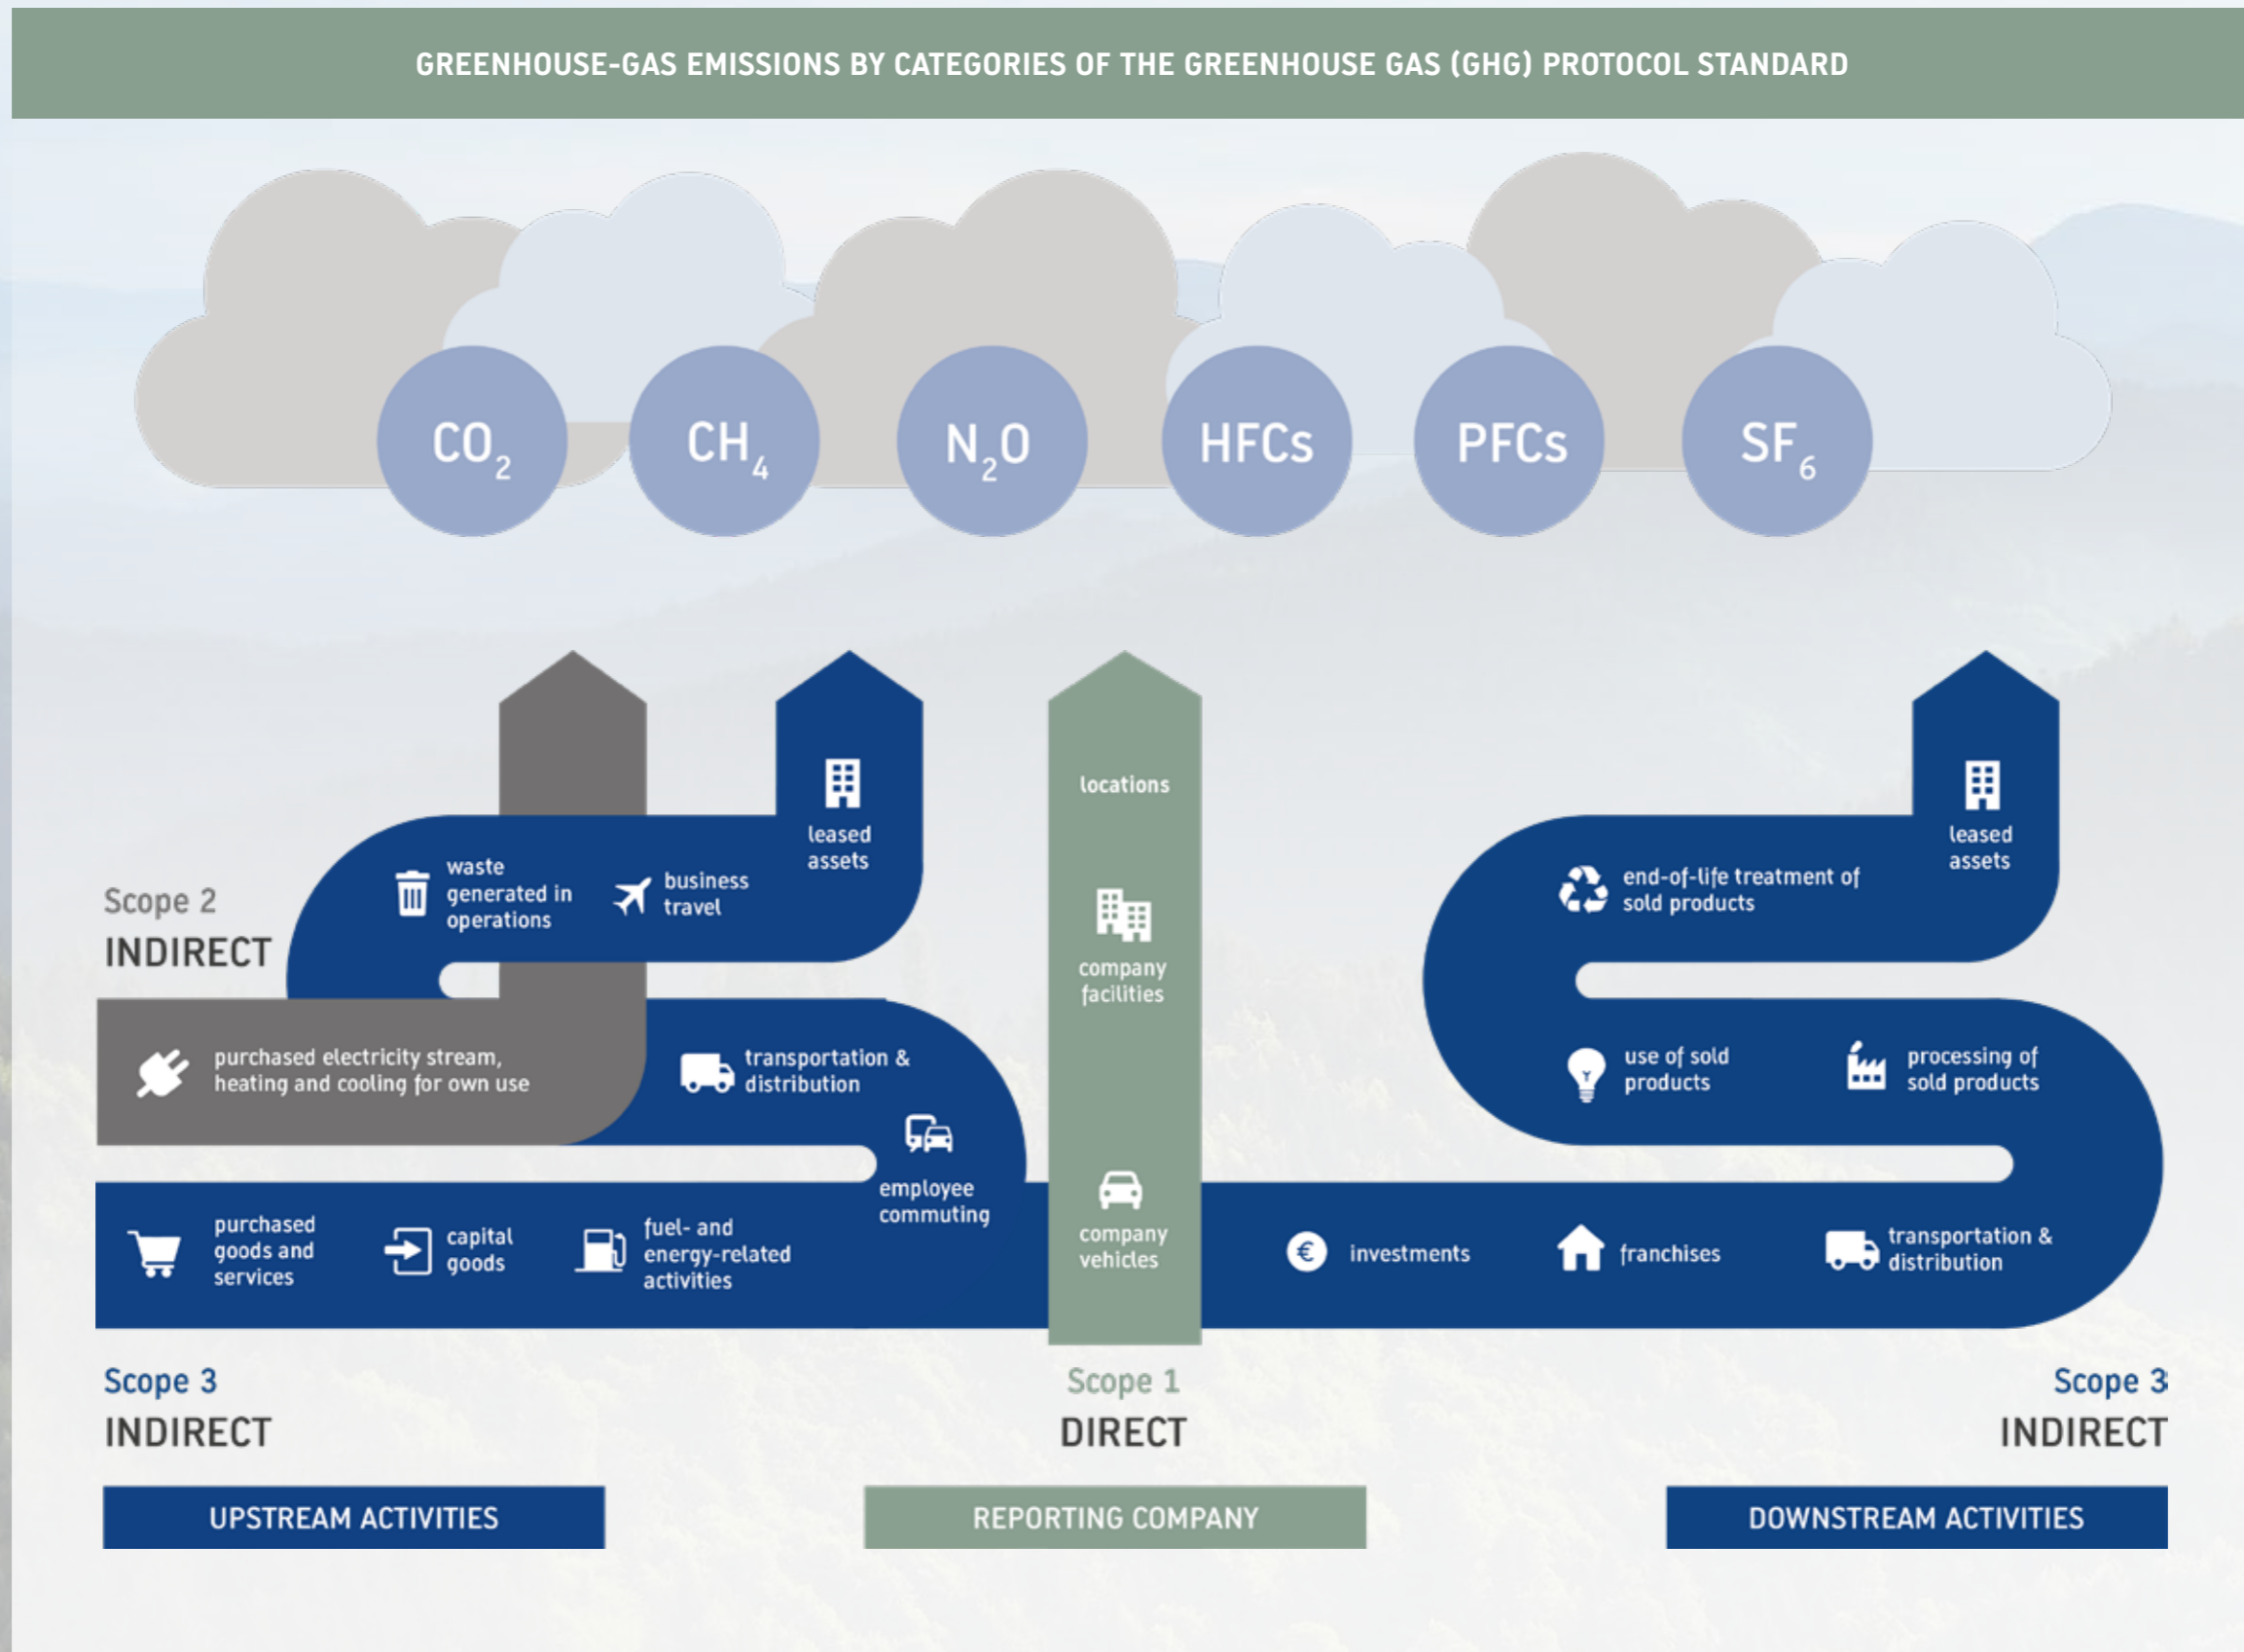 GREENHOUSE-GAS EMISSIONS BY CATEGORIES OF THE GREENHOUSE GAS (GHG) PROTOCOL STANDARD
CO₂
CH₄
N₂O
HFCs
PFCs
SF₆
Scope 2
INDIRECT
waste
generated in
operations
business
travel
leased
assets
purchased electricity stream,
heating and cooling for own use
transportation &
distribution
employee
commuting
purchased
goods and
services
capital
goods
fuel- and
energy-related
activities
locations
company
facilities
company
vehicles
leased
assets
end-of-life treatment of
sold products
use of sold
products
processing of
sold products
€
investments
franchises
transportation &
distribution
Scope 3
INDIRECT
UPSTREAM ACTIVITIES
Scope 1
DIRECT
REPORTING COMPANY
Scope 3
INDIRECT
DOWNSTREAM ACTIVITIES